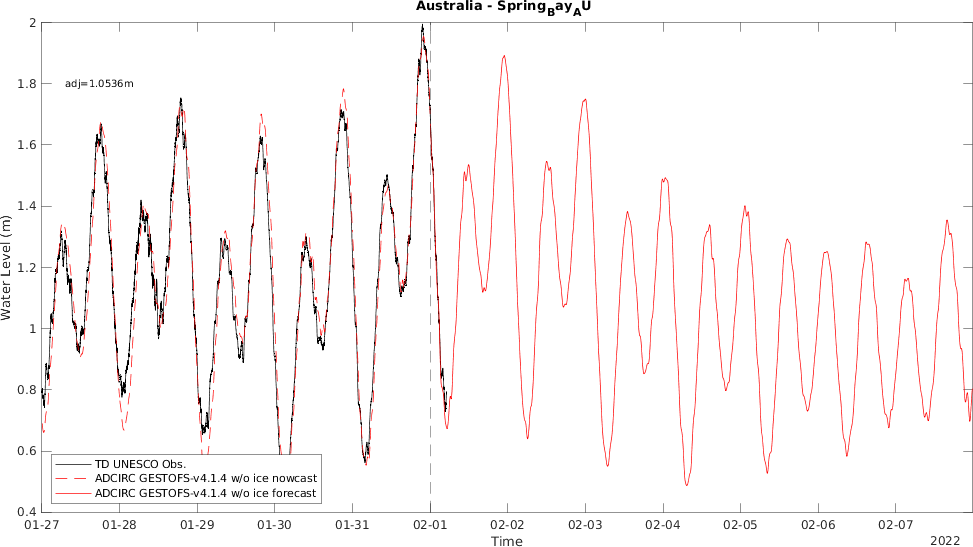 Australia - SpringBayAU
2
1.8
1.6
1.4
1.2
1
0.8
0.6
0.4
Water Level (m)
adj=1.0536m
TD UNESCO Obs.
ADCIRC GESTOFS-v4.1.4 w/o ice nowcast
ADCIRC GESTOFS-v4.1.4 w/o ice forecast
01-27 01-28 01-29 01-30 01-31 02-01 02-02 02-03 02-04 02-05 02-06 02-07
Time
2022